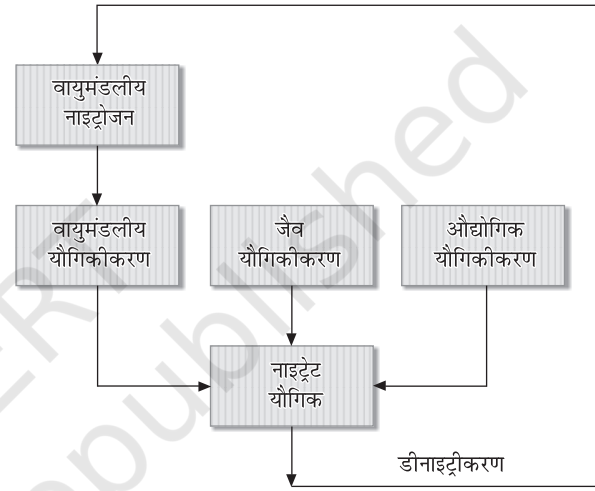 वायुमंडलीय
नाइट्रोजन
वायुमंडलीय
यौगिकीकरण
जैव
यौगिकीकरण
औद्योगिक
यौगिकीकरण
नाइट्रेट
यौगिक
डीनाइट्रीकरण